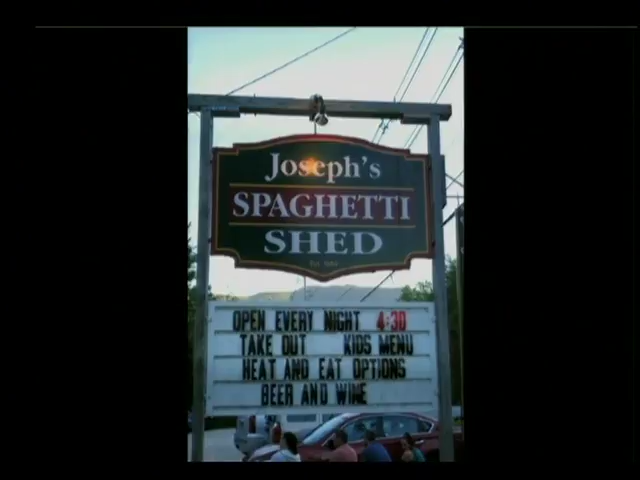 Joseph's
SPAGHETTI
SHED
OPEN EVERY NIGHT 4:30
TAKE OUT KIDS MENU
HEAT AND EAT OPTIONS
BEER AND WINE